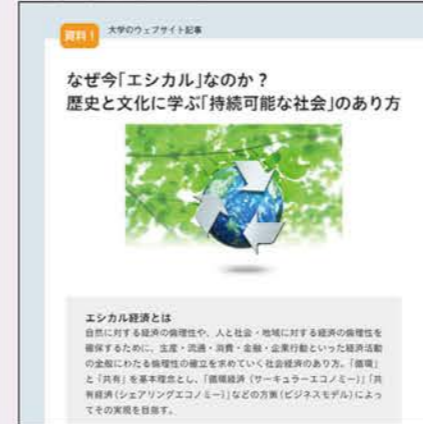 資料1
大学のウェブサイト記事
なぜ今「エシカル」なのか？
歴史と文化に学ぶ「持続可能な社会」のあり方
エシカル経済とは
自然に対する経済の倫理性や、人と社会・地域に対する経済の倫理性を
確保するために、生産・流通・消費・金融・企業行動といった経済活動
の全般にわたる倫理性の確立を求めていく社会経済のあり方。「循環」
と「共有」を基本理念とし、「循環経済（サーキュラーエコノミー）」「共
有経済（シェアリングエコノミー）」などの方策（ビジネスモデル）によっ
てその実現を目指す。